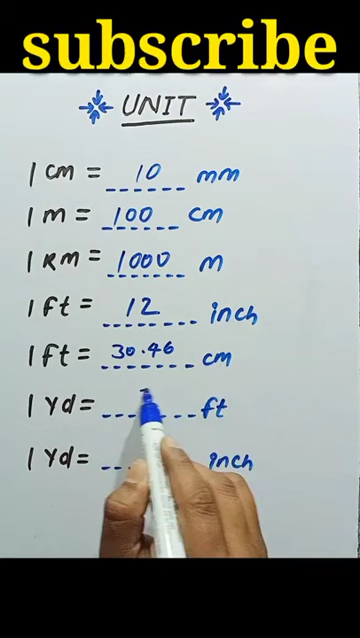 subscribe
UNIT
1 cm = 10 mm
1 m = 100 cm
1 Km = 1000 m
1 ft = 12 inch
1 ft = 30.46 cm
1 Yd = ft
1 Yd = inch